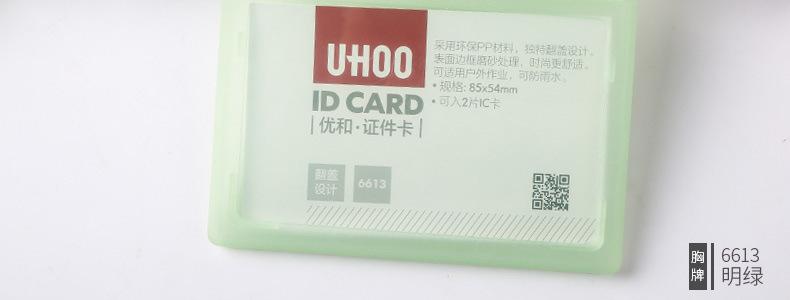 UHOO
ID CARD
优和·证件卡
采用环保PP材料，独特翻盖设计。
表面边框磨砂处理，时尚更舒适。
可适用户外作业，可防雨水。
• 规格: 85x54mm
• 可入2片IC卡
翻盖
设计
6613
胸牌
6613
明绿